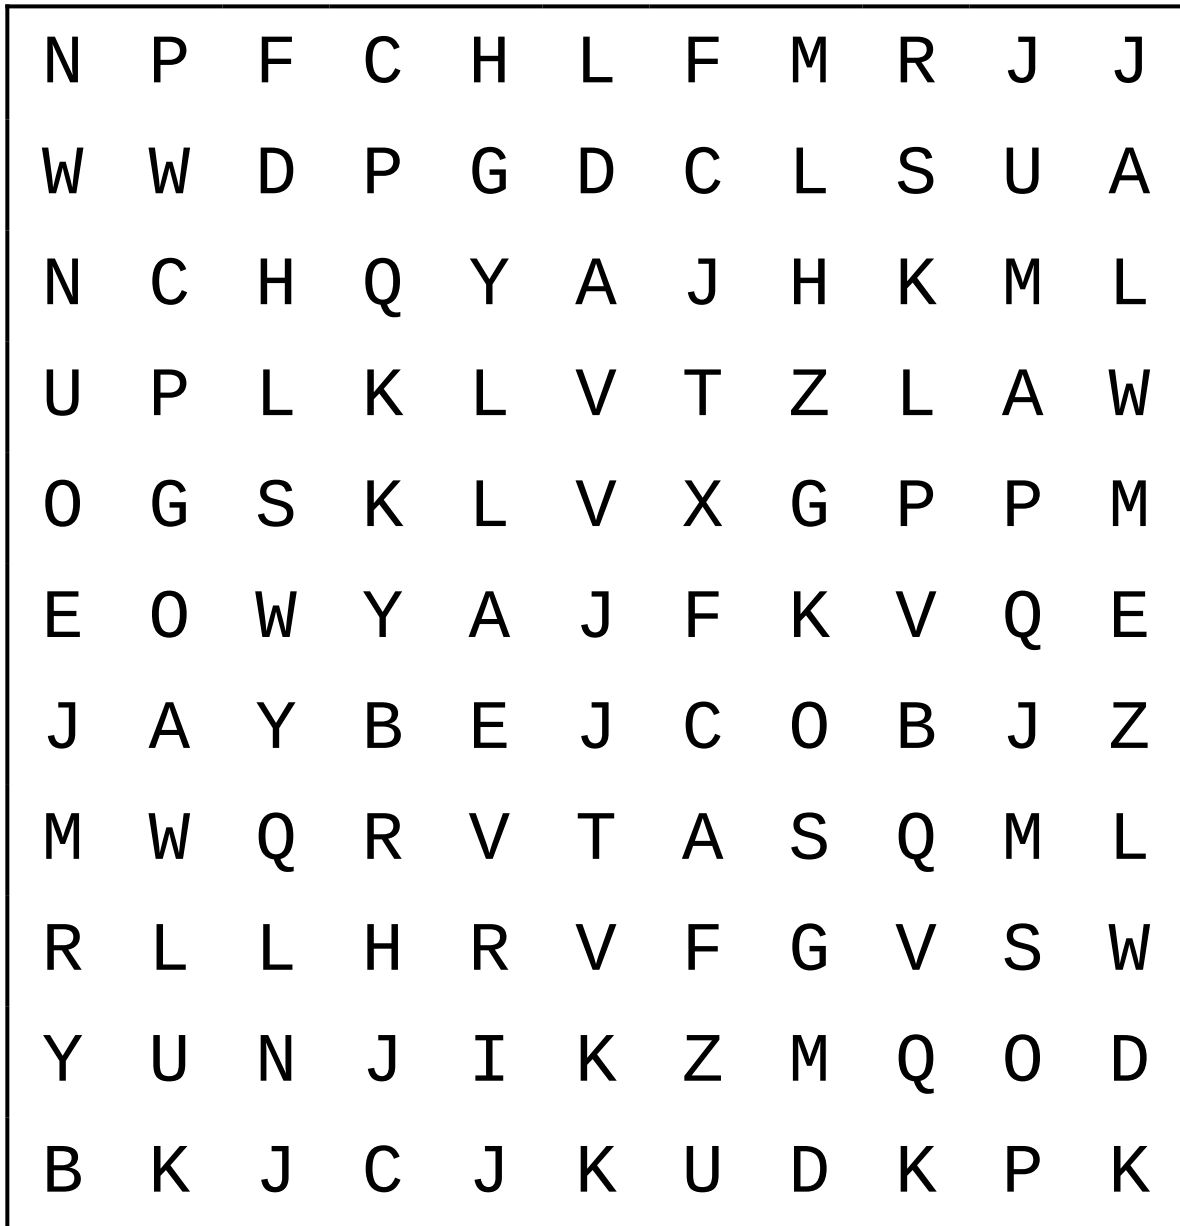 N P F C H L F M R J J
W W D P G D C L S U A
N C H Q Y A J H K M L
U P L K L V T Z L A W
O G S K L V X G P P M
E O W Y A J F K V Q E
J A Y B E J C O B J Z
M W Q R V T A S Q M L
R L L H R V F G V S W
Y U N J I K Z M Q O D
B K J C J K U D K P K